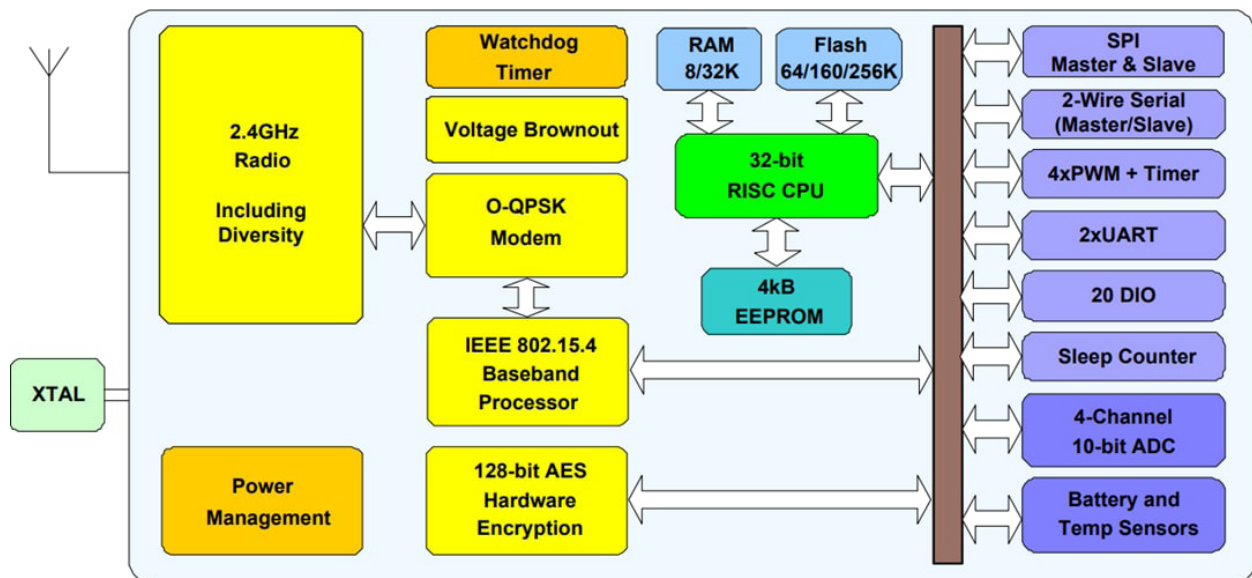 2.4GHz
Radio
Including
Diversity
XTAL
Power
Management
Watchdog
Timer
Voltage Brownout
O-QPSK
Modem
IEEE 802.15.4
Baseband
Processor
128-bit AES
Hardware
Encryption
RAM
8/32K
Flash
64/160/256K
32-bit
RISC CPU
4kB
EEPROM
SPI
Master & Slave
2-Wire Serial
(Master/Slave)
4xPWM + Timer
2xUART
20 DIO
Sleep Counter
4-Channel
10-bit ADC
Battery and
Temp Sensors